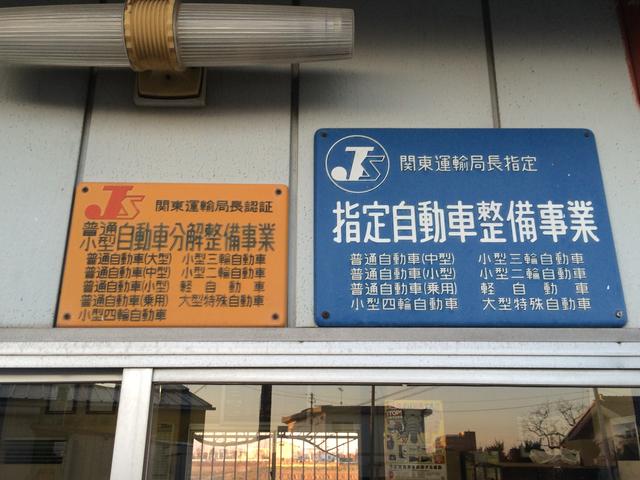 JS 関東運輸局長認証
普通
小型自動車分解整備事業
普通自動車(大型) 小型三輪自動車
普通自動車(中型) 小型二輪自動車
普通自動車(小型) 軽自動車
普通自動車(乗用) 大型特殊自動車
小型四輪自動車
JS 関東運輸局長指定
指定自動車整備事業
普通自動車(中型) 小型三輪自動車
普通自動車(小型) 小型二輪自動車
普通自動車(乗用) 軽自動車
小型四輪自動車 大型特殊自動車